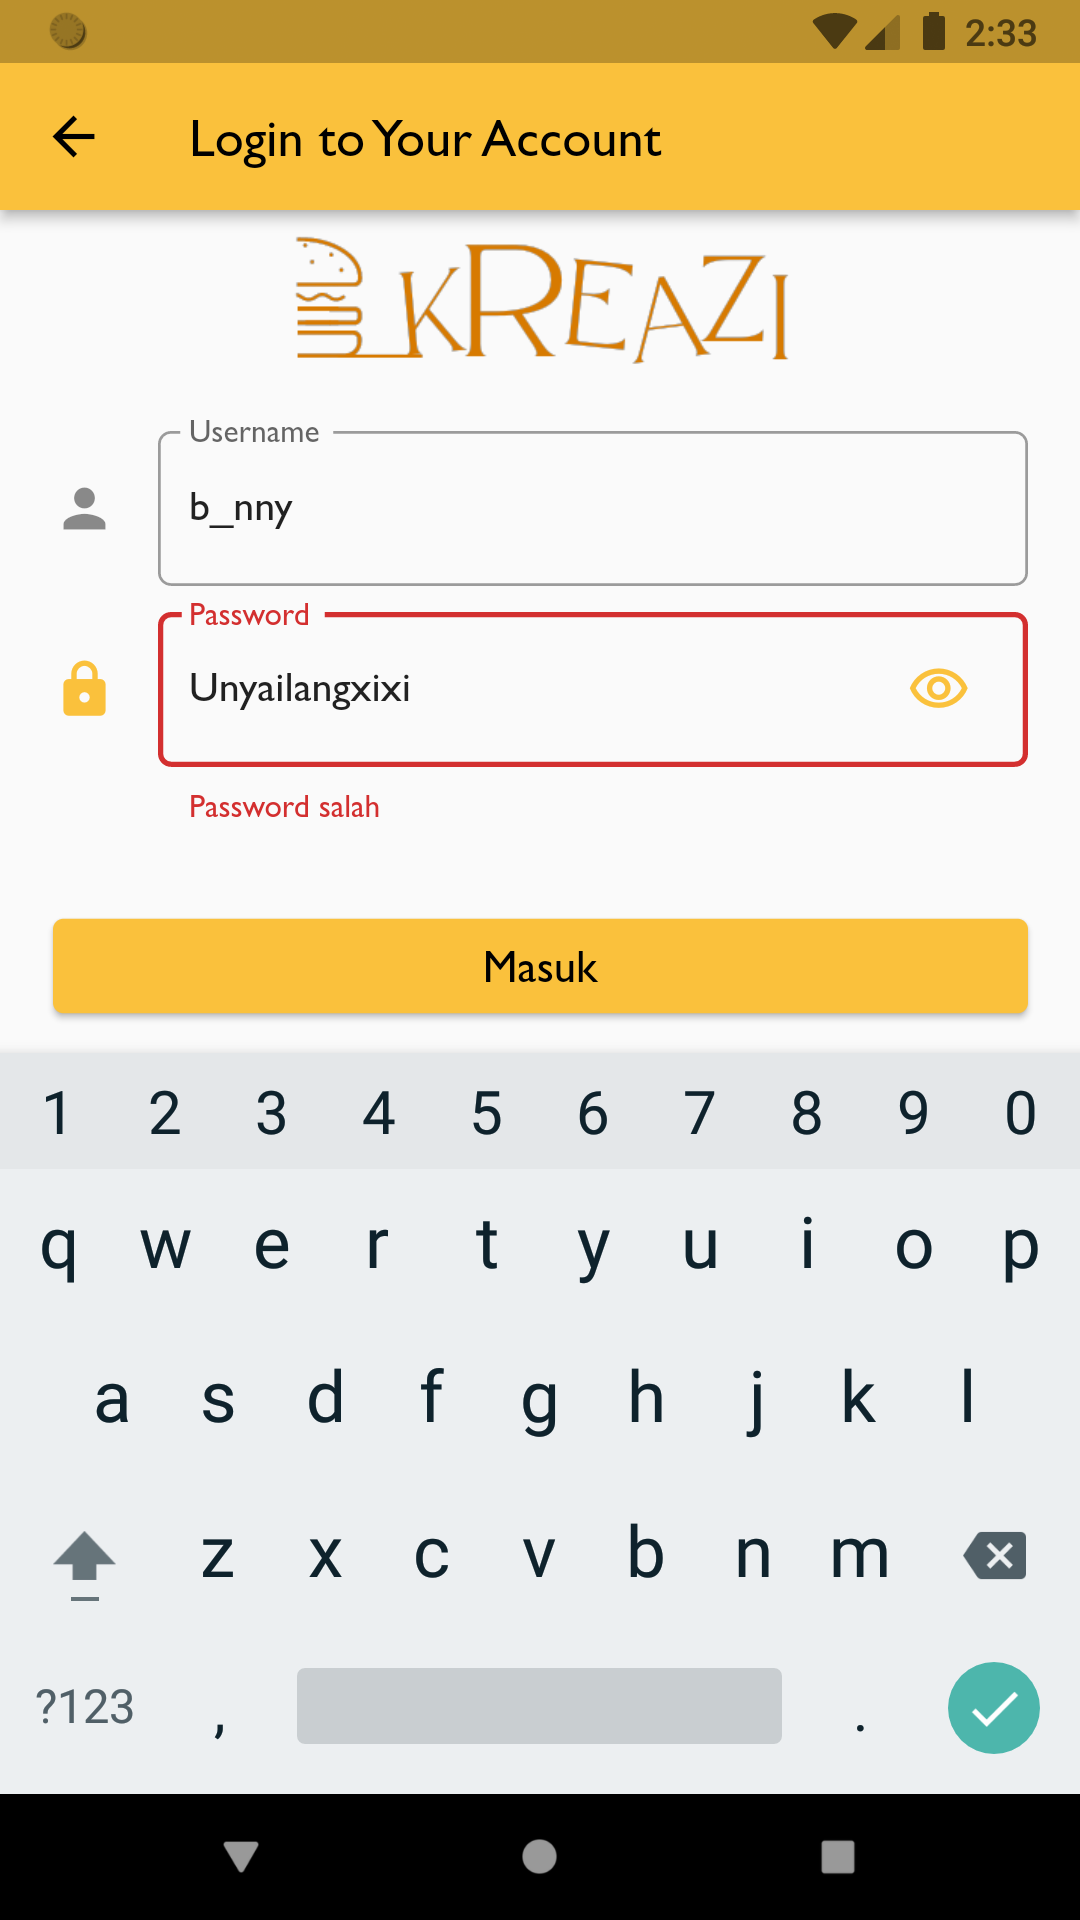 2:33
Login to Your Account
KREAZI
Username
b_nny
Password
Unyailangxixi
Password salah
Masuk
1 2 3 4 5 6 7 8 9 0
q w e r t y u i o p
a s d f g h j k l
z x c v b n m
?123 , .